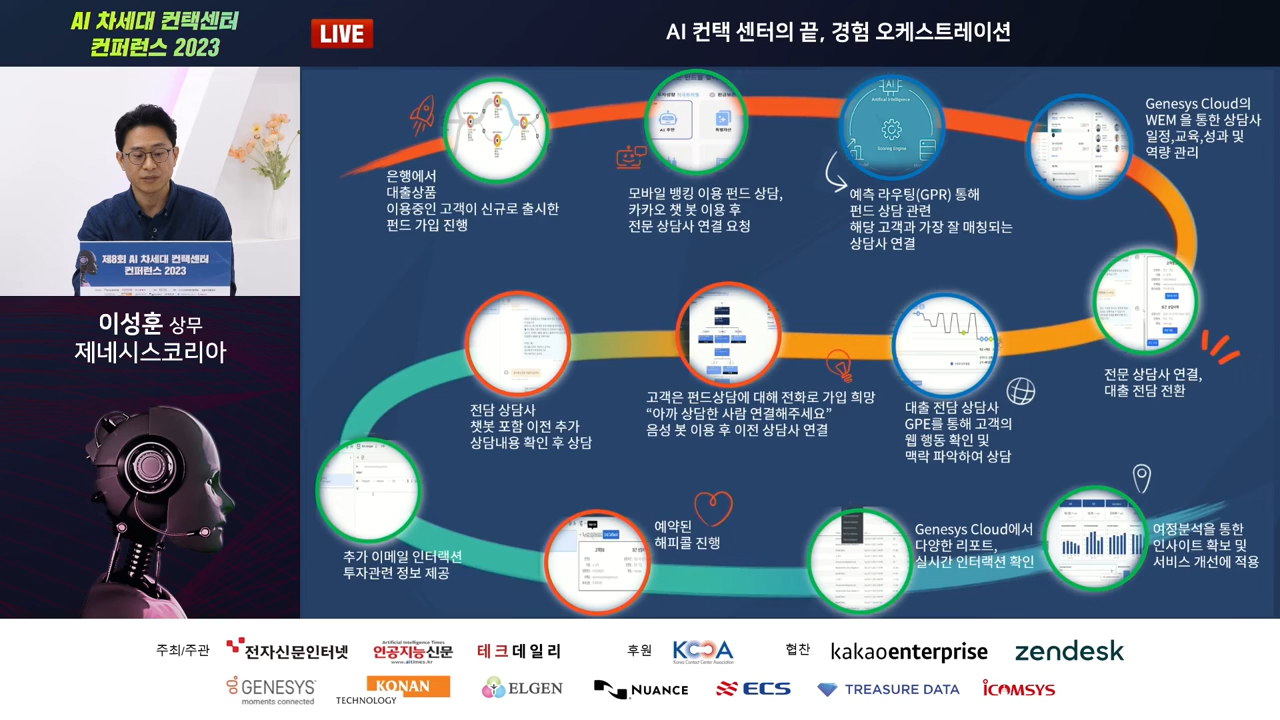 AI 차세대 컨택센터
컨퍼런스 2023
LIVE
AI 컨택 센터의 끝, 경험 오케스트레이션
제8회 AI 차세대 컨택센터
컨퍼런스 2023
이성훈 상무
제네시스코리아
은행에서
대출상품
이용중인 고객이 신규로 출시한
펀드 가입 진행
모바일 뱅킹 이용 펀드 상담,
카카오 챗 봇 이용 후
전문 상담사 연결 요청
Artificial Intelligence
Scoring Engine
예측 라우팅(GPR) 통해
펀드 상담 관련
해당 고객과 가장 잘 매칭되는
상담사 연결
Genesys Cloud의
WEM 을 통한 상담사
일정,교육,성과 및
역량 관리
전문 상담사 연결,
대출 전담 전환
대출 전담 상담사
GPE를 통해 고객의
웹 행동 확인 및
맥락 파악하여 상담
고객은 펀드상담에 대해 전화로 가입 희망
“아까 상담한 사람 연결해주세요”
음성 봇 이용 후 이전 상담사 연결
전담 상담사
챗봇 포함 이전 추가
상담내용 확인 후 상담
추가 이메일 인터랙션
투자관련 정보 제공
예약된
해피콜 진행
Genesys Cloud에서
다양한 리포트,
실시간 인터랙션 확인
여정분석을 통한
인사이트 확보 및
서비스 개선에 적용
주최/주관
전자신문인터넷
Artificial Intelligence Times
인공지능신문
www.aitimes.kr
테크데일리
후원
KCCA
Korea Contact Center Association
협찬
kakaoenterprise
zendesk
GENESYS
moments connected
KONAN
TECHNOLOGY
ELGEN
NUANCE
ECS
TREASURE DATA
iCOMSYS